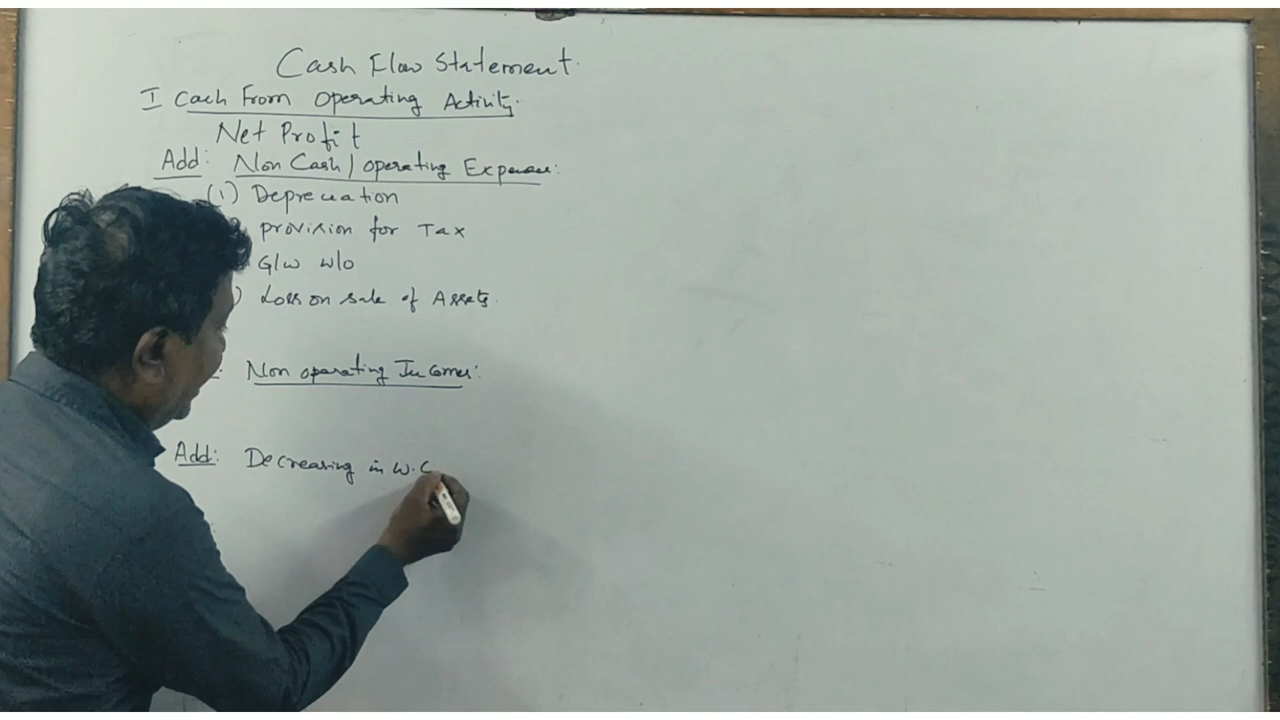 Cash Flow Statement.
I Cash From Operating Activity.
Net Profit
Add: Non Cash / operating Expenses:
(1) Depreciation
provision for Tax
G/w w/o
) Loss on sale of Assets.
: Non operating Incomes:
Add: Decreasing in W.C